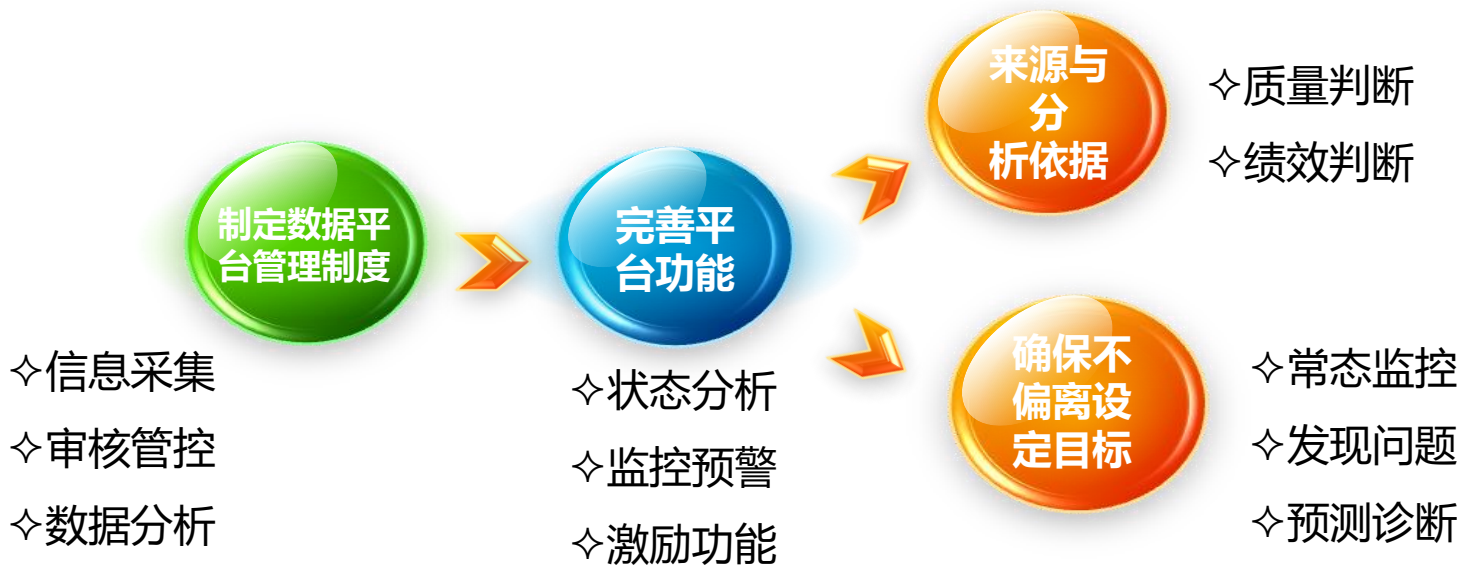 制定数据平
台管理制度
✧信息采集
✧审核管控
✧数据分析
完善平
台功能
✧状态分析
✧监控预警
✧激励功能
来源与
分
析依据
✧质量判断
✧绩效判断
确保不
偏离设
定目标
✧常态监控
✧发现问题
✧预测诊断